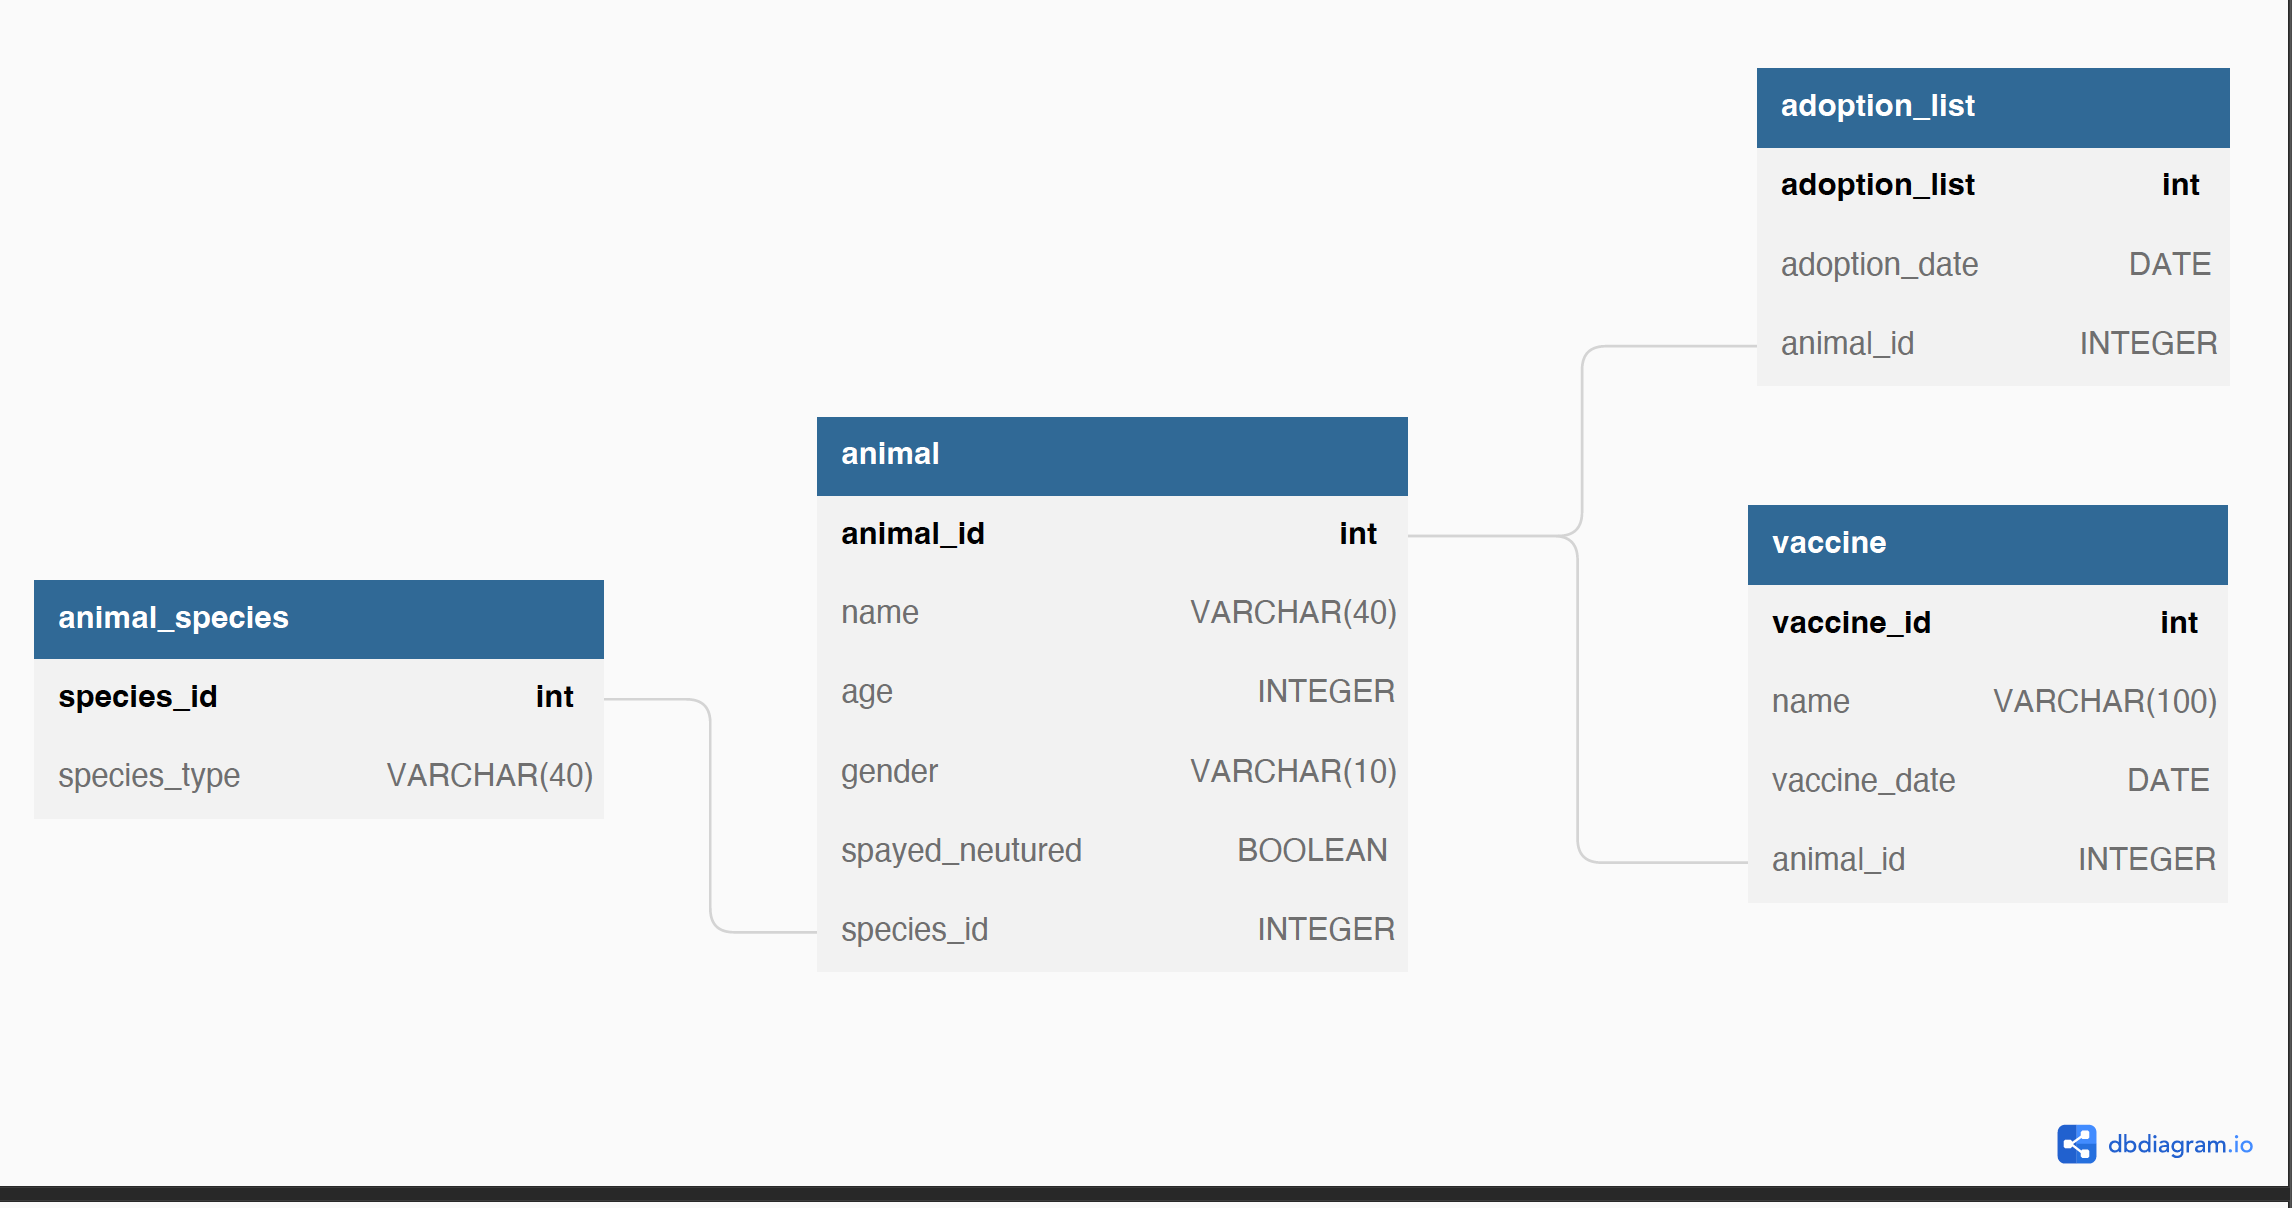 adoption_list
adoption_list int
adoption_date DATE
animal_id INTEGER
animal
animal_id int
name VARCHAR(40)
age INTEGER
gender VARCHAR(10)
spayed_neutured BOOLEAN
species_id INTEGER
vaccine
vaccine_id int
name VARCHAR(100)
vaccine_date DATE
animal_id INTEGER
animal_species
species_id int
species_type VARCHAR(40)
dbdiagram.io